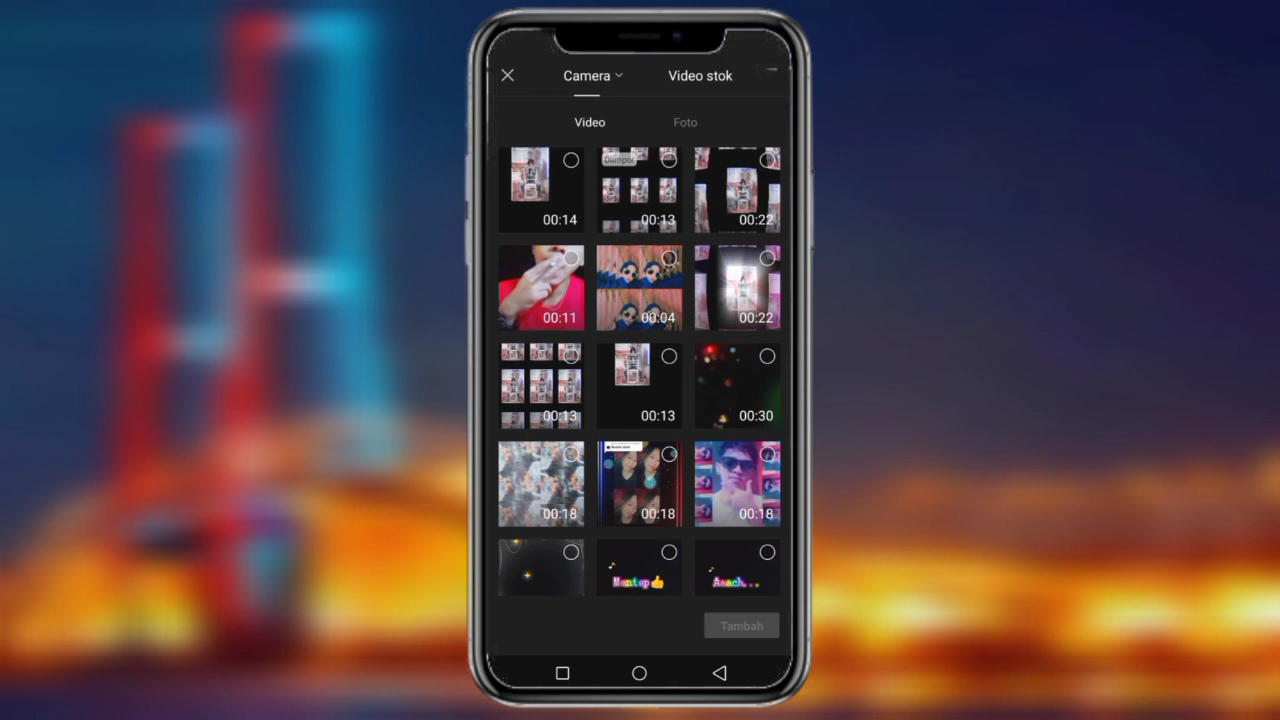 Camera Video stok
Video Foto
Diimpor
00:14 00:13 00:22
00:11 00:04 00:22
00:13 00:13 00:30
00:18 00:18 00:18
Mantap👍 Aaach...
Tambah